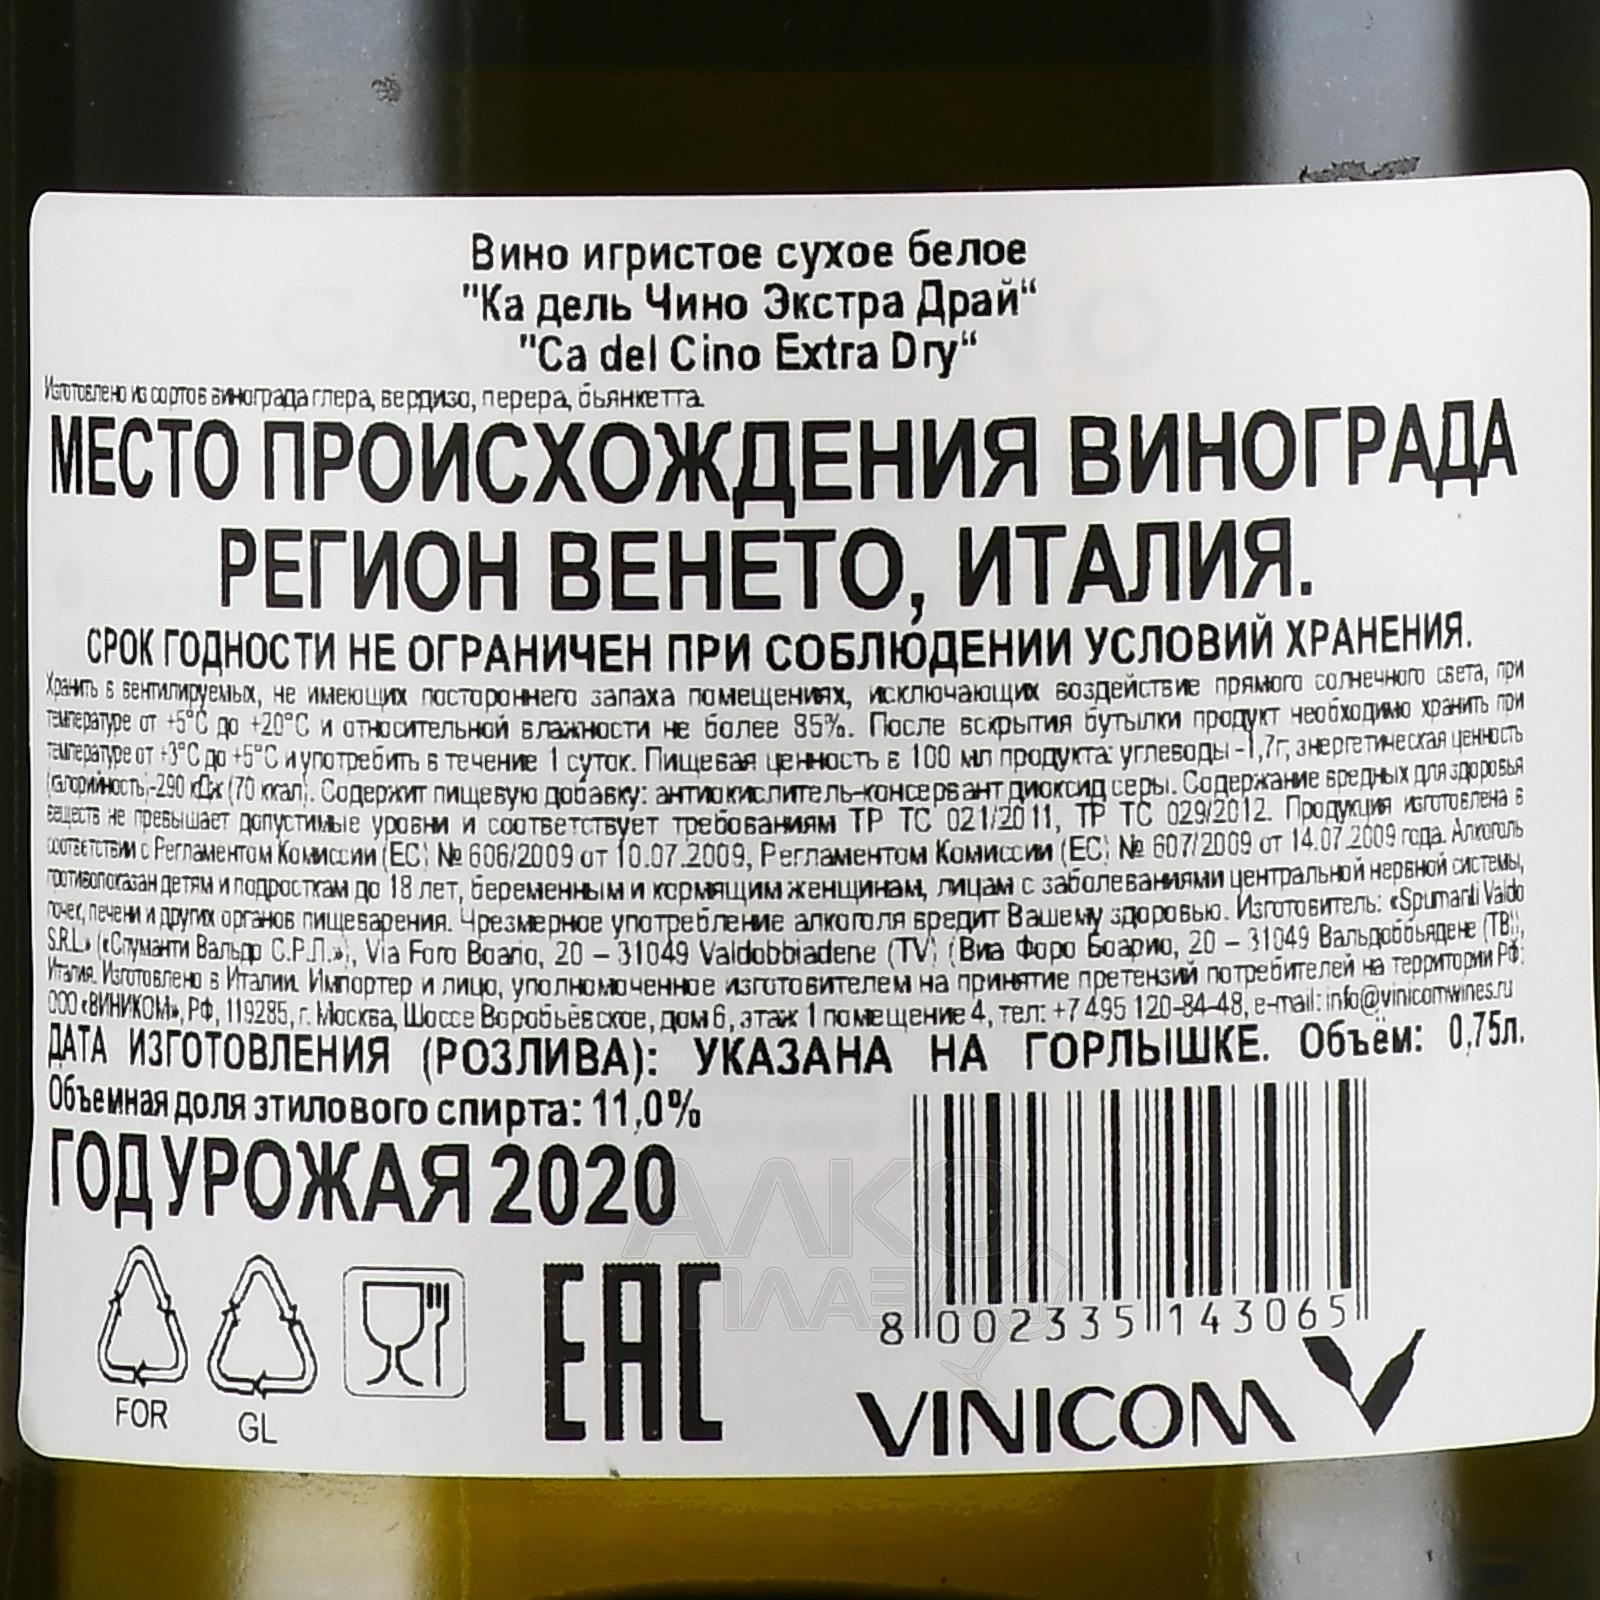 Вино игристое сухое белое
"Ка дель Чино Экстра Драй“
"Ca del Cino Extra Dry“
Изготовлено из сортов винограда глера, вердизо, перера, бьянкетта.
МЕСТО ПРОИСХОЖДЕНИЯ ВИНОГРАДА
РЕГИОН ВЕНЕТО, ИТАЛИЯ.
СРОК ГОДНОСТИ НЕ ОГРАНИЧЕН ПРИ СОБЛЮДЕНИИ УСЛОВИЙ ХРАНЕНИЯ.
Хранить в вентилируемых, не имеющих постороннего запаха помещениях, исключающих воздействие прямого солнечного света, при
температуре от +5°С до +20°С и относительной влажности не более 85%. После вскрытия бутылки продукт необходимо хранить при
температуре от +3°С до +5°С и употребить в течение 1 суток. Пищевая ценность в 100 мл продукта: углеводы -1,7г, энергетическая ценность
(калорийность)-290 кДж (70 ккал). Содержит пищевую добавку: антиокислитель-консервант диоксид серы. Содержание вредных для здоровья
веществ не превышает допустимые уровни и соответствует требованиям ТР ТС 021/2011, ТР ТС 029/2012. Продукция изготовлена в
соответствии с Регламентом Комиссии (ЕС) № 606/2009 от 10.07.2009, Регламентом Комиссии (ЕС) № 607/2009 от 14.07.2009 года. Алкоголь
противопоказан детям и подросткам до 18 лет, беременным и кормящим женщинам, лицам с заболеваниями центральной нервной системы,
почек, печени и других органов пищеварения. Чрезмерное употребление алкоголя вредит Вашему здоровью. Изготовитель: «Spumanti Valdo
S.R.L.» («Спуманти Вальдо С.Р.Л.»), Via Foro Boario, 20 – 31049 Valdobbiadene (TV) (Виа Форо Боарио, 20 – 31049 Вальдоббьядене (ТВ)),
Италия. Изготовлено в Италии. Импортер и лицо, уполномоченное изготовителем на принятие претензий потребителей на территории РФ:
ООО «ВИНИКОМ», РФ, 119285, г. Москва, Шоссе Воробьёвское, дом 6, этаж 1 помещение 4, тел: +7 495 120-84-48, e-mail: info@vinicomwines.ru
ДАТА ИЗГОТОВЛЕНИЯ (РОЗЛИВА): УКАЗАНА НА ГОРЛЫШКЕ. Объём: 0,75л.
Объемная доля этилового спирта: 11,0%
ГОД УРОЖАЯ 2020
АЛКО
ПЛАЗА
8 002335 143065
FOR
GL
EAC
VINICOM